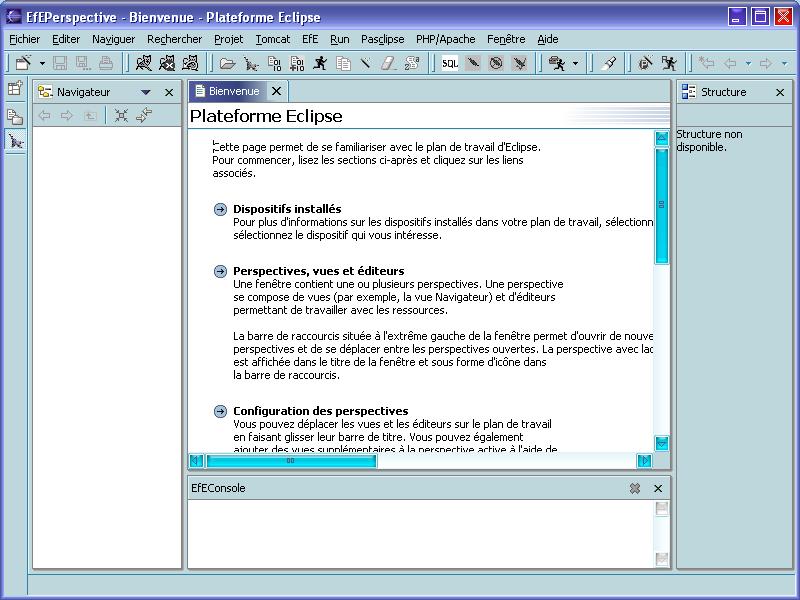 EfEPerspective - Bienvenue - Plateforme Eclipse
Fichier Editer Naviguer Rechercher Projet Tomcat EfE Run Pasclipse PHP/Apache Fenêtre Aide
SQL
Navigateur
Bienvenue
Structure
Plateforme Eclipse
Structure non
disponible.
Cette page permet de se familiariser avec le plan de travail d'Eclipse.
Pour commencer, lisez les sections ci-après et cliquez sur les liens
associés.
Dispositifs installés
Pour plus d'informations sur les dispositifs installés dans votre plan de travail, sélectionn
sélectionnez le dispositif qui vous intéresse.
Perspectives, vues et éditeurs
Une fenêtre contient une ou plusieurs perspectives. Une perspective
se compose de vues (par exemple, la vue Navigateur) et d'éditeurs
permettant de travailler avec les ressources.
La barre de raccourcis située à l'extrême gauche de la fenêtre permet d'ouvrir de nouve
perspectives et de se déplacer entre les perspectives ouvertes. La perspective avec lac
est affichée dans le titre de la fenêtre et sous forme d'icône dans
la barre de raccourcis.
Configuration des perspectives
Vous pouvez déplacer les vues et les éditeurs sur le plan de travail
en faisant glisser leur barre de titre. Vous pouvez également
ajouter des vues supplémentaires à la perspective active à l'aide de
EfEConsole